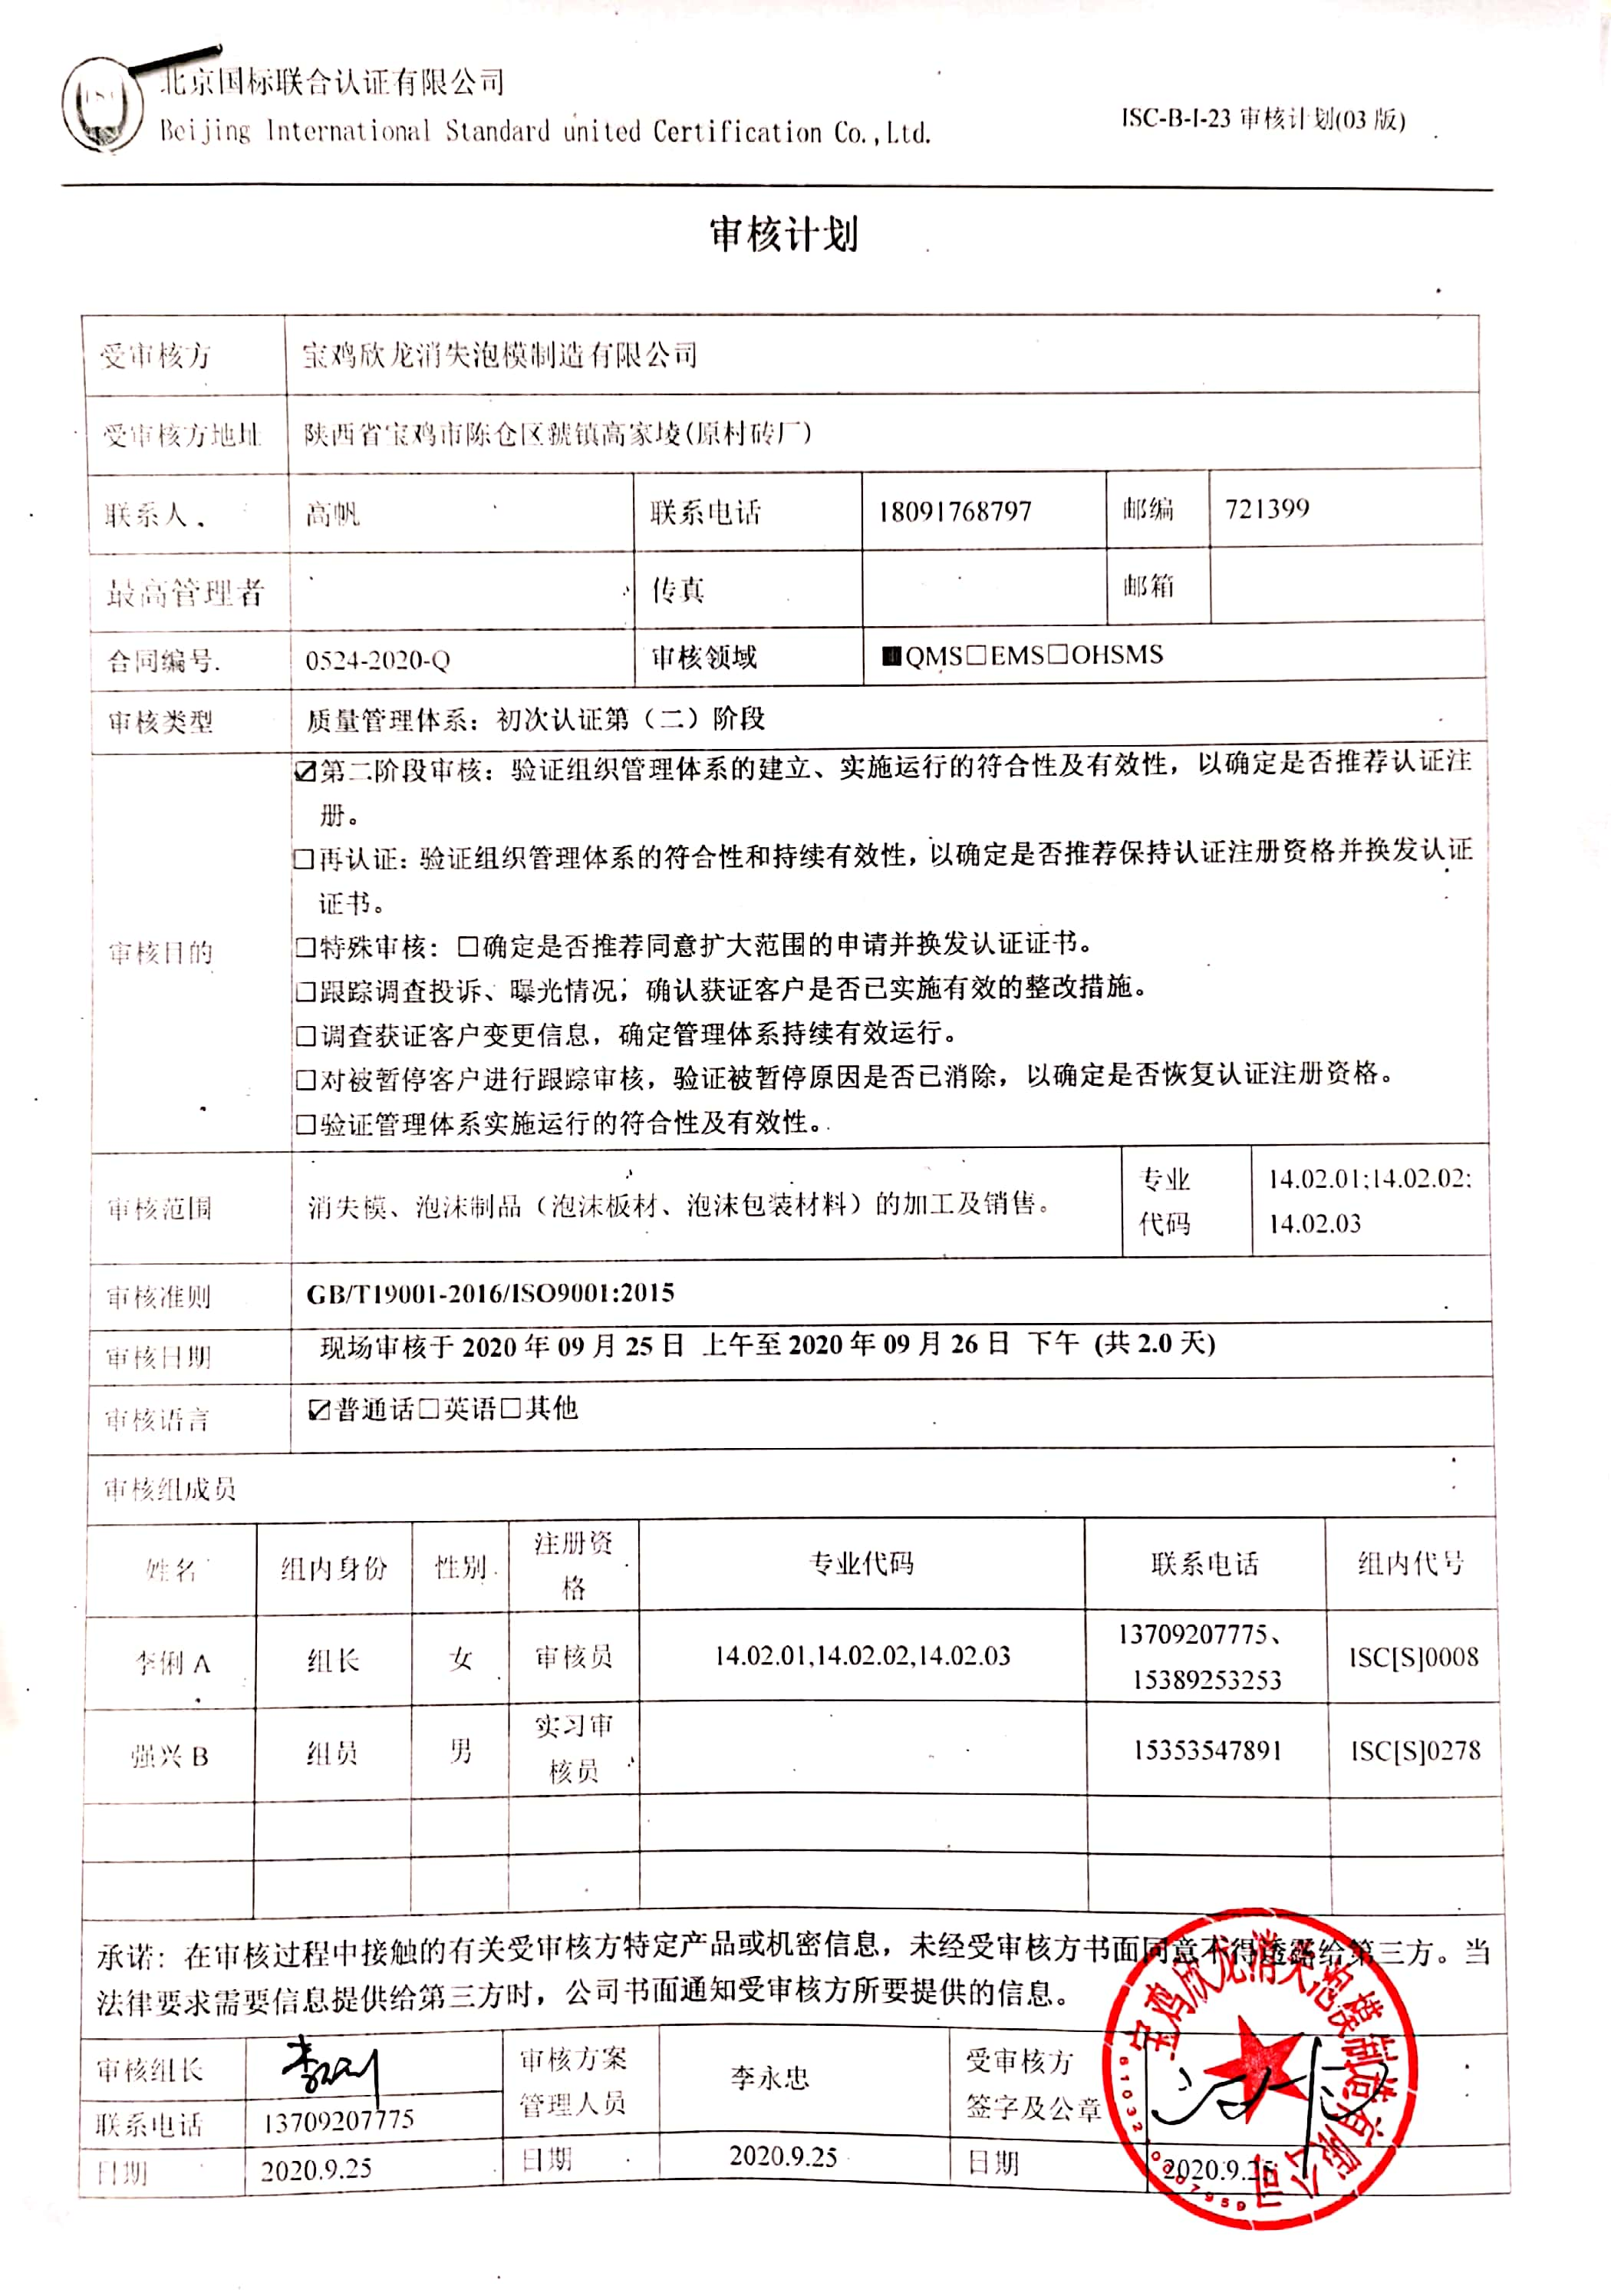 ISC
北京国标联合认证有限公司
Beijing International Standard united Certification Co.,Ltd.
ISC-B-I-23 审核计划(03 版)
审核计划
受审核方 宝鸡欣龙消失泡模制造有限公司
受审核方地址 陕西省宝鸡市陈仓区虢镇高家堎(原村砖厂)
联系人 高帆 联系电话 18091768797 邮编 721399
最高管理者 传真 邮箱
合同编号. 0524-2020-Q 审核领域 ■QMS□EMS□OHSMS
审核类型 质量管理体系：初次认证第（二）阶段
审核目的
☑第二阶段审核：验证组织管理体系的建立、实施运行的符合性及有效性，以确定是否推荐认证注
册。
□再认证：验证组织管理体系的符合性和持续有效性，以确定是否推荐保持认证注册资格并换发认证
证书。
□特殊审核：□确定是否推荐同意扩大范围的申请并换发认证证书。
□跟踪调查投诉、曝光情况，确认获证客户是否已实施有效的整改措施。
□调查获证客户变更信息，确定管理体系持续有效运行。
□对被暂停客户进行跟踪审核，验证被暂停原因是否已消除，以确定是否恢复认证注册资格。
□验证管理体系实施运行的符合性及有效性。
审核范围 消失模、泡沫制品（泡沫板材、泡沫包装材料）的加工及销售。
专业
代码
14.02.01;14.02.02;
14.02.03
审核准则 GB/T19001-2016/ISO9001:2015
审核日期 现场审核于 2020 年 09 月 25 日 上午至 2020 年 09 月 26 日 下午 (共 2.0 天)
审核语言 ☑普通话□英语□其他
审核组成员
姓名 组内身份 性别
注册资
格
专业代码 联系电话 组内代号
李俐 A 组长 女 审核员 14.02.01,14.02.02,14.02.03
13709207775、
15389253253
ISC[S]0008
强兴 B 组员 男
实习审
核员
15353547891 ISC[S]0278
承诺：在审核过程中接触的有关受审核方特定产品或机密信息，未经受审核方书面同意不得透露给第三方。当
法律要求需要信息提供给第三方时，公司书面通知受审核方所要提供的信息。
审核组长 李俐
审核方案
管理人员
李永忠
受审核方
签字及公章
联系电话 13709207775
日期 2020.9.25 日期 2020.9.25 日期 2020.9.25
宝鸡欣龙消失泡模制造有限公司